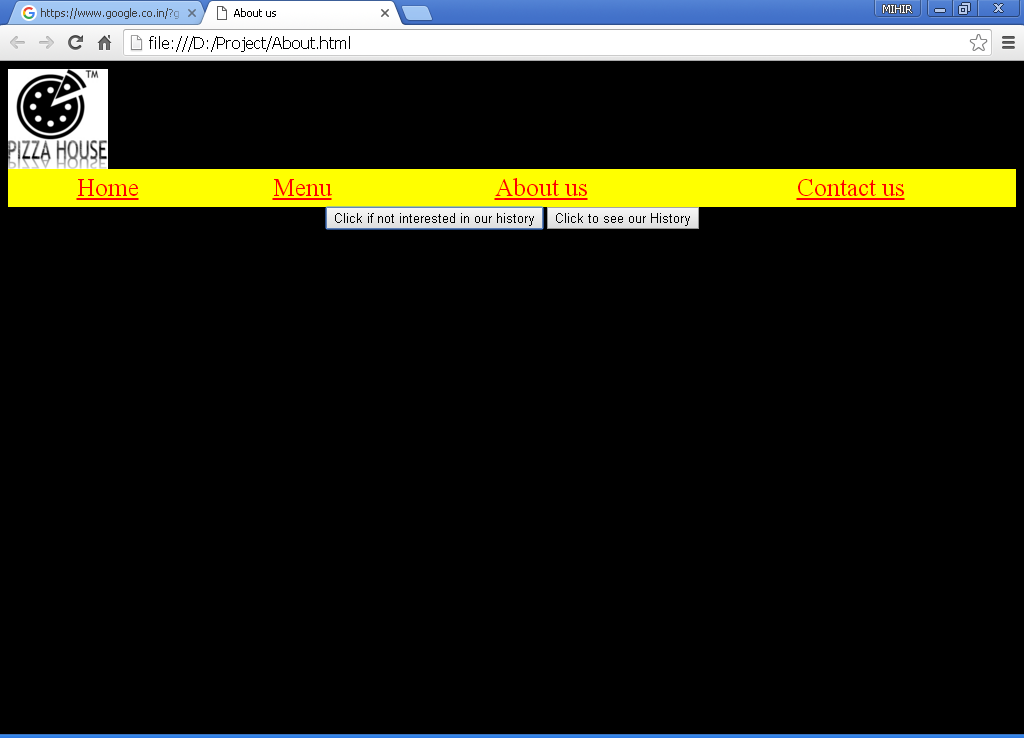 https://www.google.co.in/?g
About us
MIHIR
file:///D:/Project/About.html
TM
PIZZA HOUSE
Home Menu About us Contact us
Click if not interested in our history Click to see our History